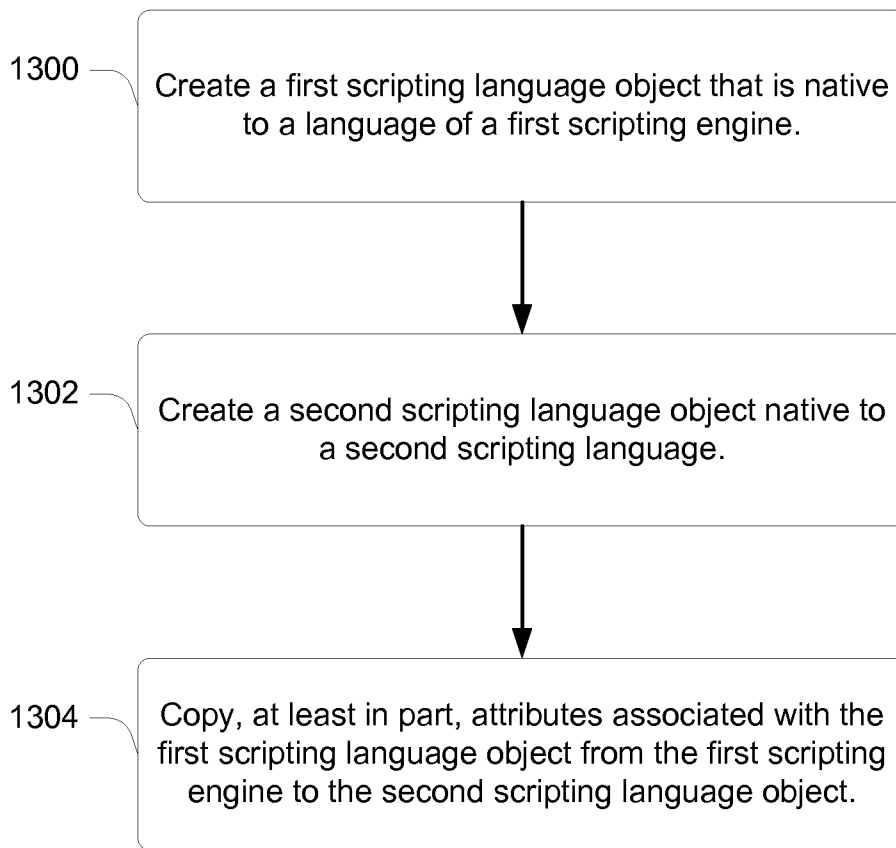 1300
Create a first scripting language object that is native
to a language of a first scripting engine.
1302
Create a second scripting language object native to
a second scripting language.
1304
Copy, at least in part, attributes associated with the
first scripting language object from the first scripting
engine to the second scripting language object.